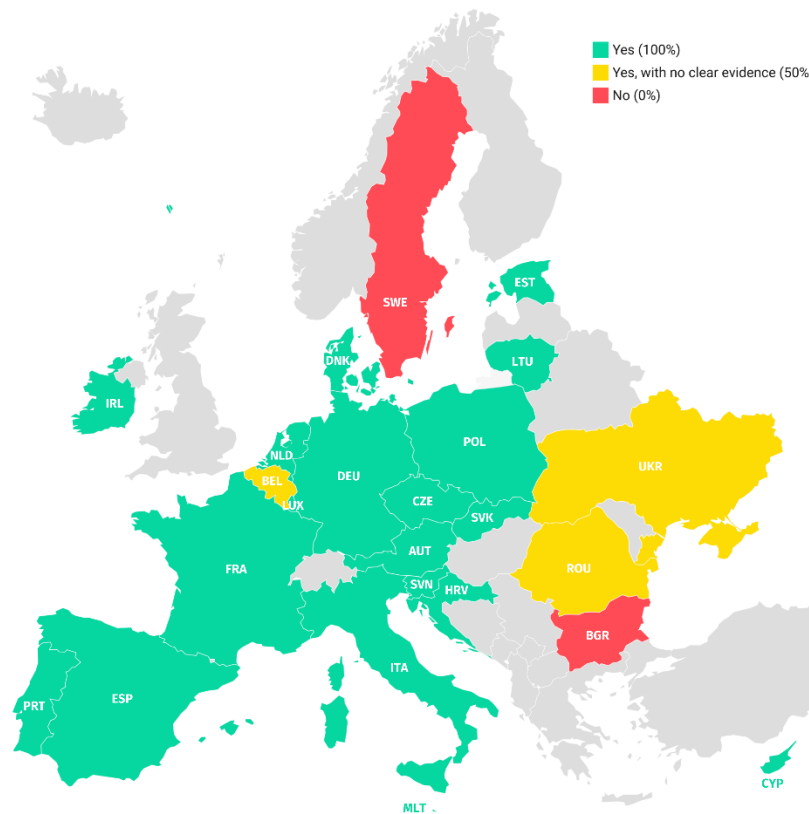 Yes (100%)
Yes, with no clear evidence (50%
No (0%)
EST
SWE
DNK
LTU
IRL
POL
NLD
UKR
BEL
DEU
CZE
LUX
SVK
AUT
FRA
ROU
SVN
HRV
BGR
ITA
ESP
PRT
CYP
MLT